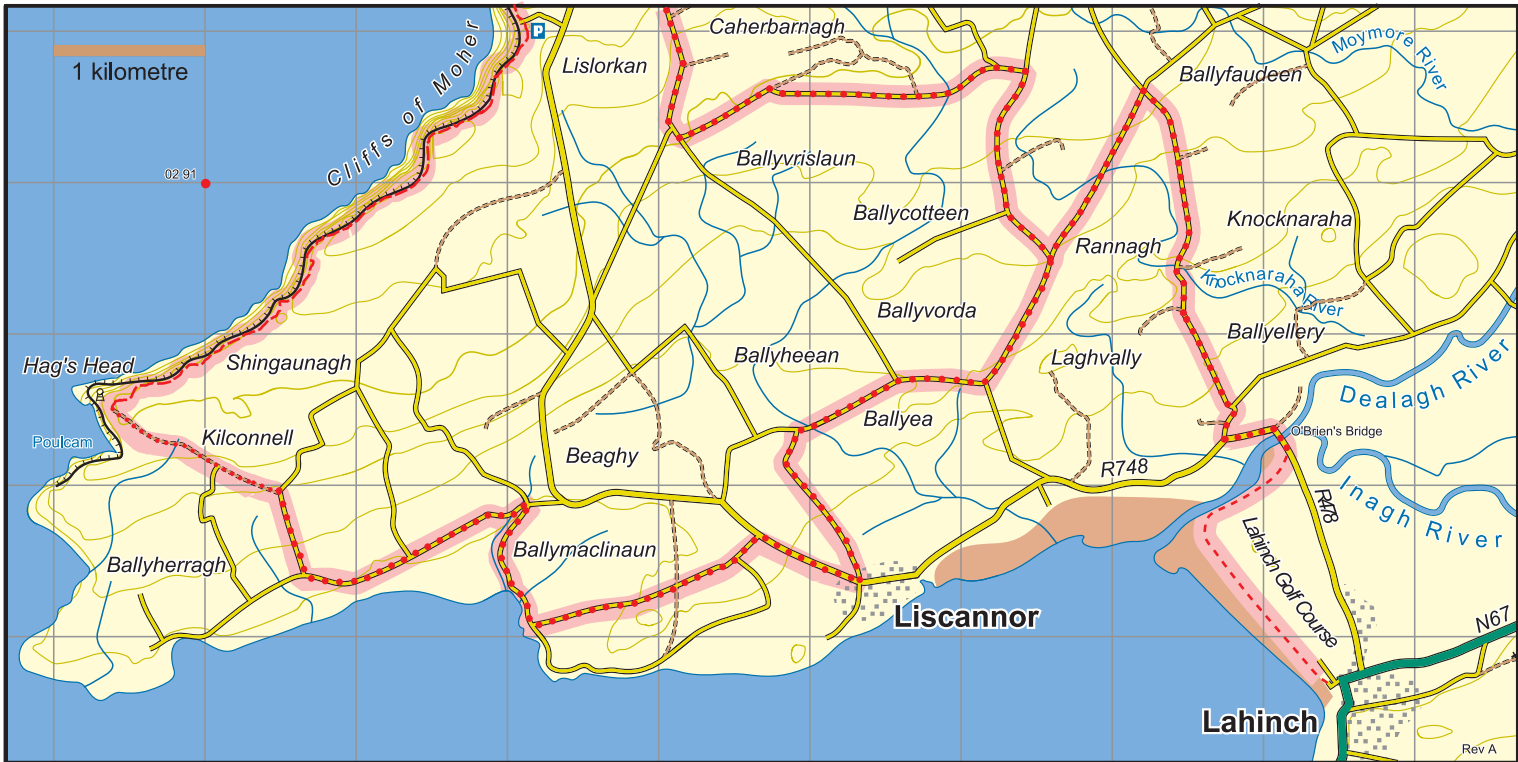 P
Caherbarnagh
Moymore River
Lislorkan
Ballyfaudeen
1 kilometre
Cliffs of Moher
Ballyvrislaun
02 91
Ballycotteen
Knocknaraha
Rannagh
Knocknaraha River
Ballyvorda
Ballyellery
Hag's Head
Shingaunagh
Ballyheean
Laghvally
Dealagh River
Ballyea
Poulcam
Kilconnell
O'Brien's Bridge
Beaghy
R748
R478
Inagh River
Ballymaclinaun
Lahinch Golf Course
Ballyherragh
Liscannor
N67
Lahinch
Rev A